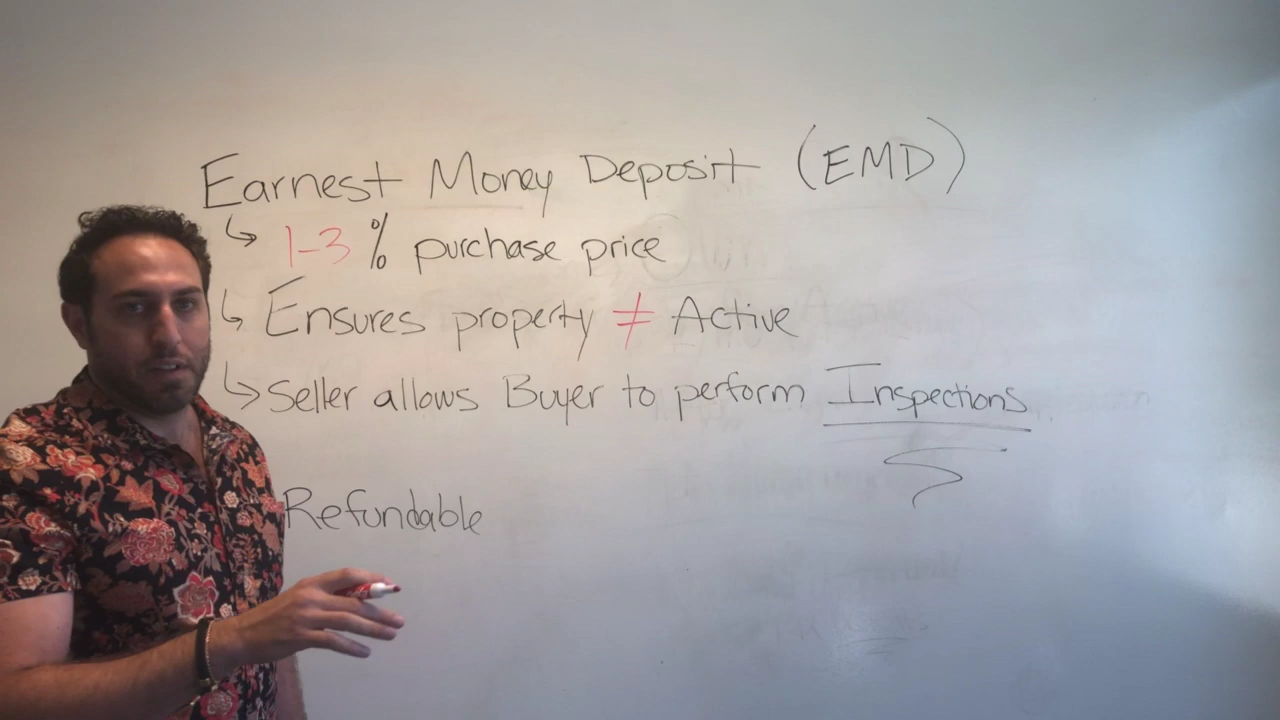 Earnest Money Deposit (EMD)
↳ 1-3% purchase price
↳ Ensures property ≠ Active
↳ Seller allows Buyer to perform Inspections
Refundable